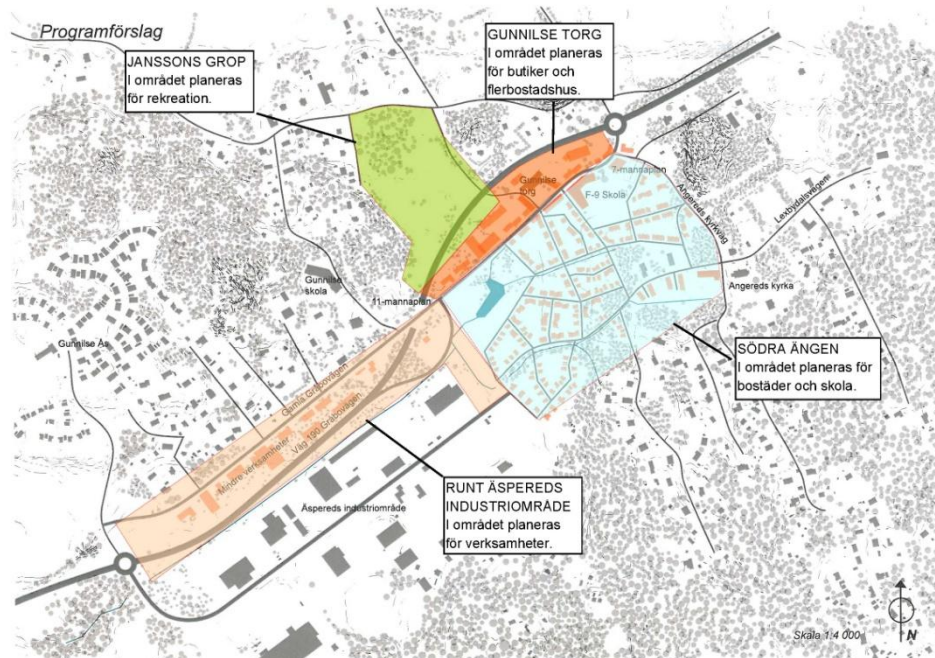 Programförslag
JANSSONS GROP
I området planeras
för rekreation.
GUNNILSE TORG
I området planeras
för butiker och
flerbostadshus.
Gunnilse
torg
7-mannaplan
F-9 Skola
Angereds kyrkväg
Lexbydalsvägen
Gunnilse
skola
11-mannaplan
Angereds kyrka
Gunnilse Ås
SÖDRA ÄNGEN
I området planeras för
bostäder och skola.
Gamla Gråbovägen
Mindre verksamheter
Väg 190 Gråbovägen
Äspereds industriområde
RUNT ÄSPEREDS
INDUSTRIOMRÅDE
I området planeras
för verksamheter.
Skala 1:4 000
N